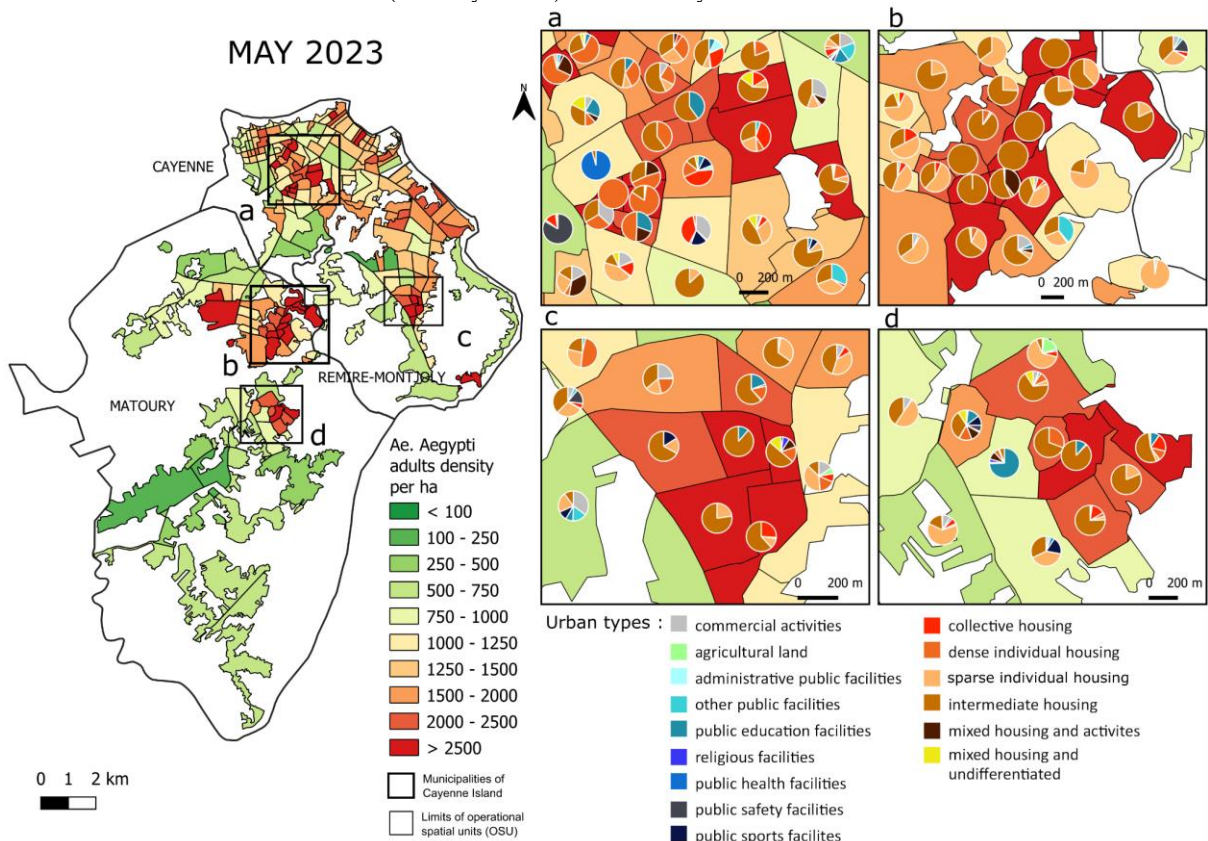 MAY 2023
N
CAYENNE
a
b
c
REMIRE-MONTJOLY
MATOURY
d
Ae. Aegypti
adults density
per ha
< 100
100 - 250
250 - 500
500 - 750
750 - 1000
1000 - 1250
1250 - 1500
1500 - 2000
2000 - 2500
> 2500
Municipalities of
Cayenne Island
Limits of operational
spatial units (OSU)
0 1 2 km
a
0 200 m
b
0 200 m
c
0 200 m
d
0 200 m
Urban types :
commercial activities
agricultural land
administrative public facilities
other public facilities
public education facilities
religious facilities
public health facilities
public safety facilities
public sports facilites
collective housing
dense individual housing
sparse individual housing
intermediate housing
mixed housing and activites
mixed housing and
undifferentiated